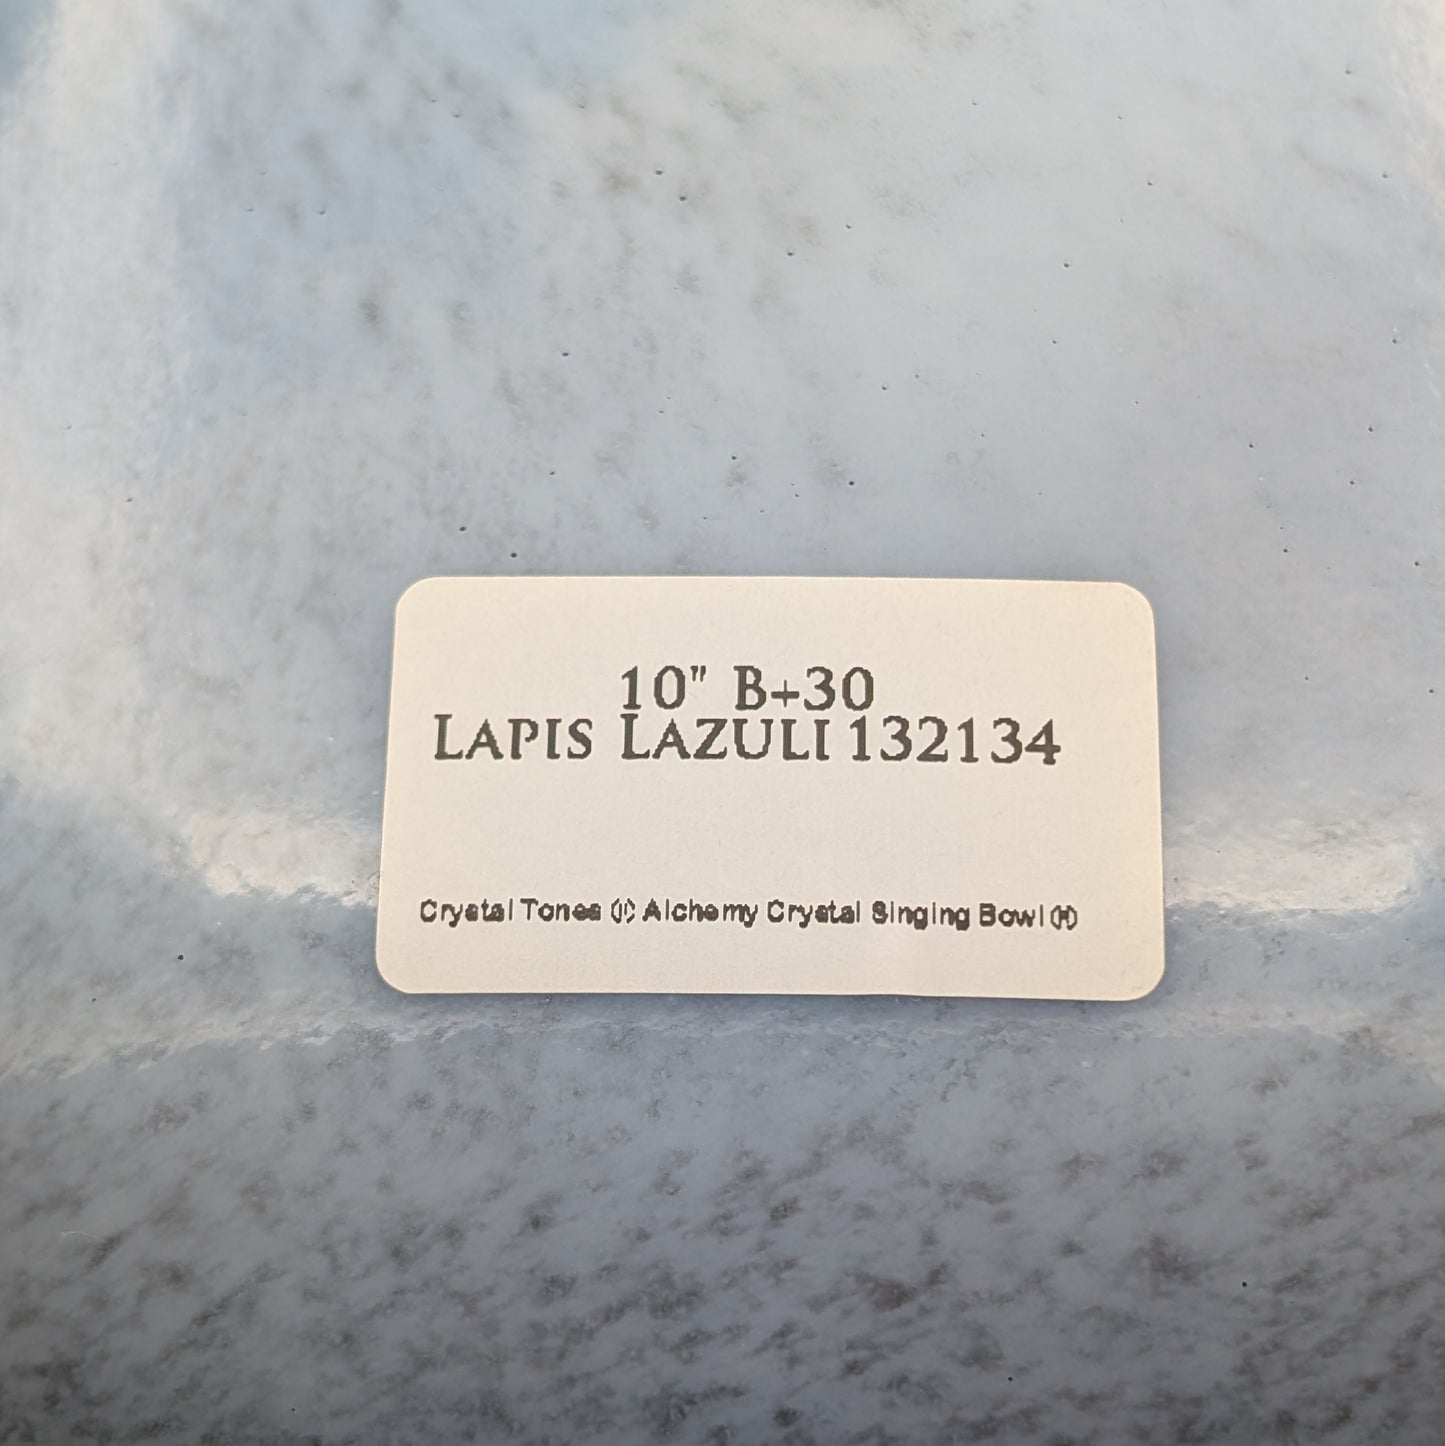 10" B+30
LAPIS LAZULI 132134
Crystal Tones ® Alchemy Crystal Singing Bowl ®